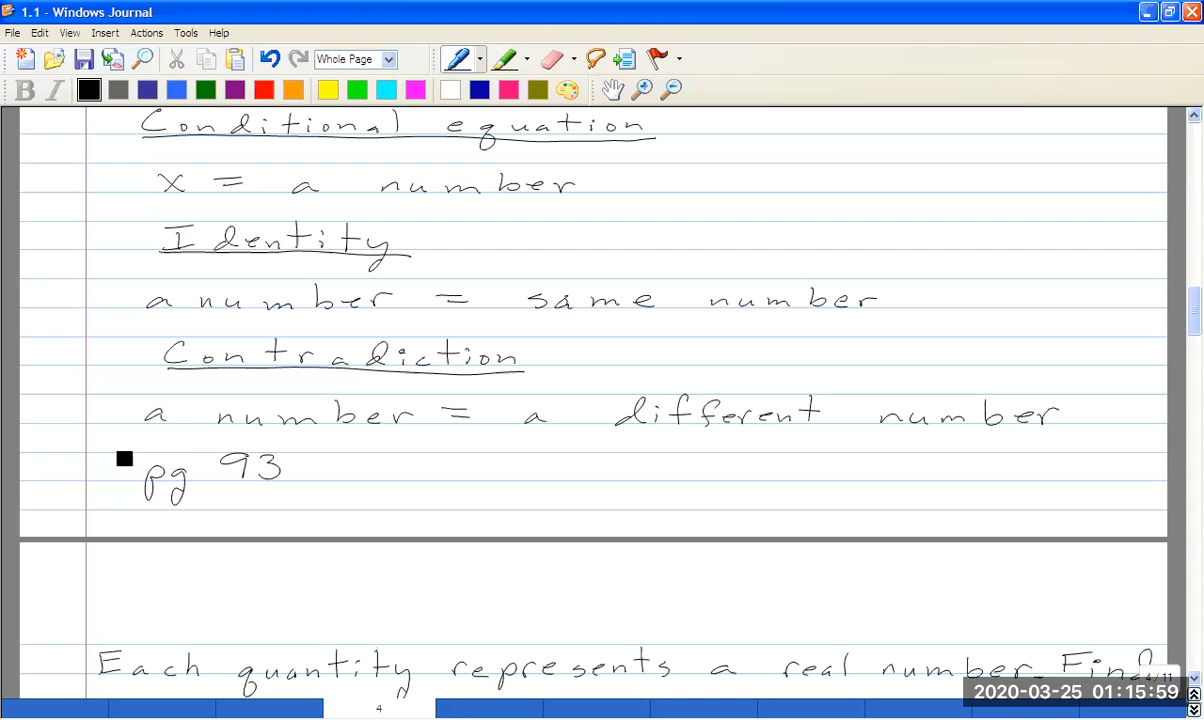 1.1 - Windows Journal
File Edit View Insert Actions Tools Help
Whole Page
B I
Conditional equation
x = a number
Identity
a number = same number
Contradiction
a number = a different number
pg 93
Each quantity represents a real number. Find
4/11
2020-03-25 01:15:59
4